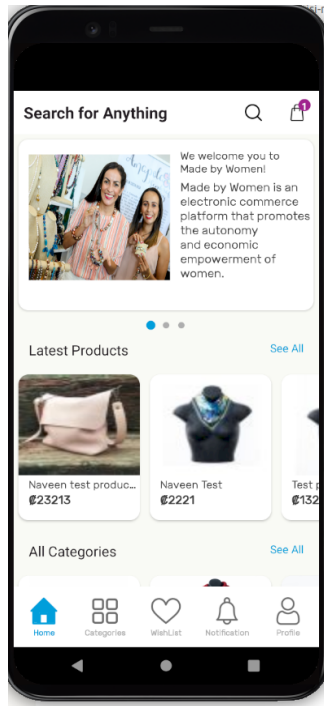 Search for Anything
1
We welcome you to
Made by Women!
Made by Women is an
electronic commerce
platform that promotes
the autonomy
and economic
empowerment of
women.
Latest Products
See All
Naveen test produc...
₡23213
Naveen Test
₡2221
Test p
₡132
All Categories
See All
Home
Categories
WishList
Notification
Profile